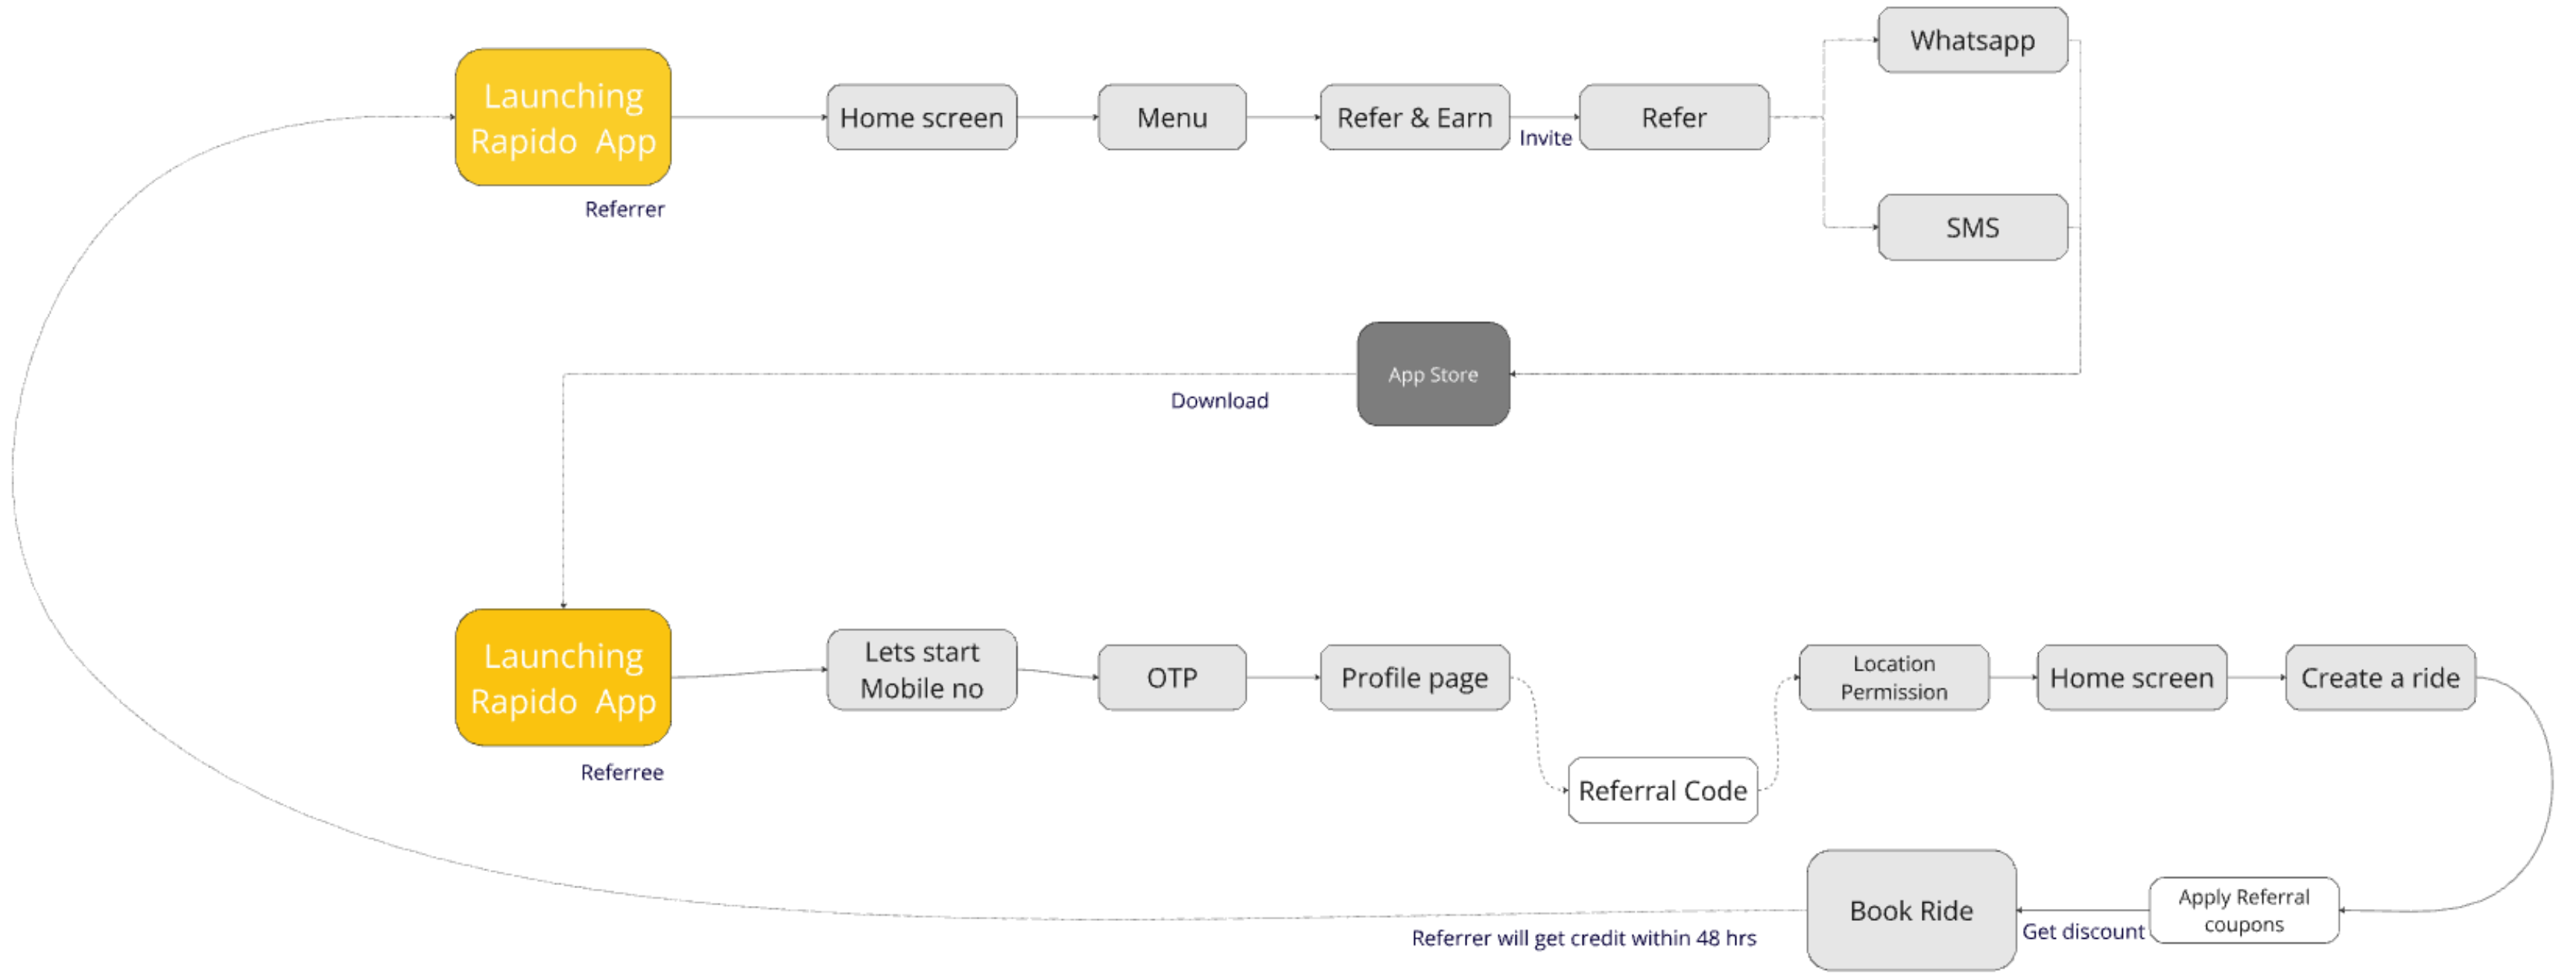 Whatsapp
Launching
Rapido App
Home screen
Menu
Refer & Earn
Invite
Refer
Referrer
SMS
App Store
Download
Launching
Rapido App
Lets start
Mobile no
OTP
Profile page
Location
Permission
Home screen
Create a ride
Referree
Referral Code
Book Ride
Apply Referral
coupons
Get discount
Referrer will get credit within 48 hrs